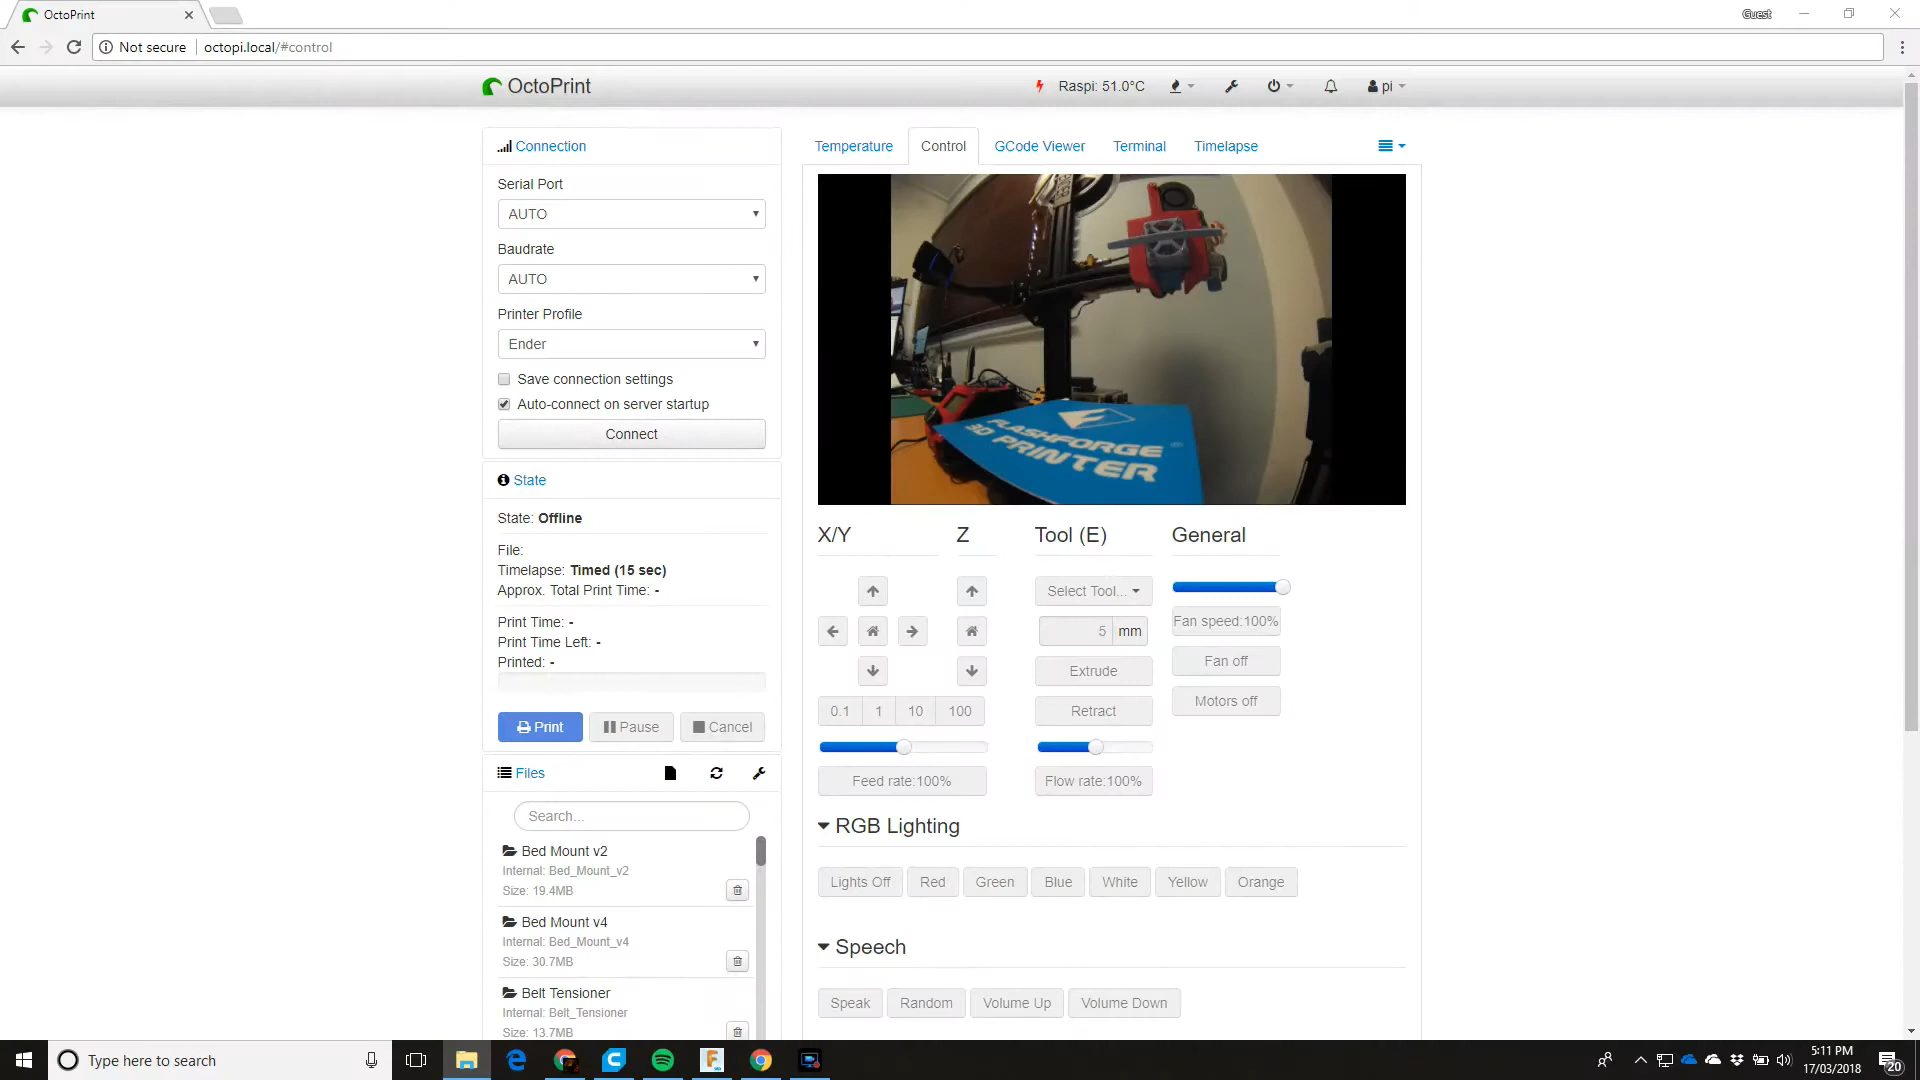 OctoPrint
Guest
Not secure
octopi.local/#control
OctoPrint
Raspi: 51.0°C
pi
Connection
Serial Port
AUTO
Baudrate
AUTO
Printer Profile
Ender
Save connection settings
Auto-connect on server startup
Connect
State
State: Offline
File:
Timelapse: Timed (15 sec)
Approx. Total Print Time: -
Print Time: -
Print Time Left: -
Printed: -
Print
Pause
Cancel
Files
Search...
Bed Mount v2
Internal: Bed_Mount_v2
Size: 19.4MB
Bed Mount v4
Internal: Bed_Mount_v4
Size: 30.7MB
Belt Tensioner
Internal: Belt_Tensioner
Size: 13.7MB
Temperature
Control
GCode Viewer
Terminal
Timelapse
FLASHFORGE
3D PRINTER
X/Y
Z
Tool (E)
General
Select Tool...
5 mm
Extrude
Retract
Fan speed:100%
Fan off
Motors off
0.1 1 10 100
Feed rate:100%
Flow rate:100%
RGB Lighting
Lights Off
Red
Green
Blue
White
Yellow
Orange
Speech
Speak
Random
Volume Up
Volume Down
Type here to search
5:11 PM
17/03/2018
20